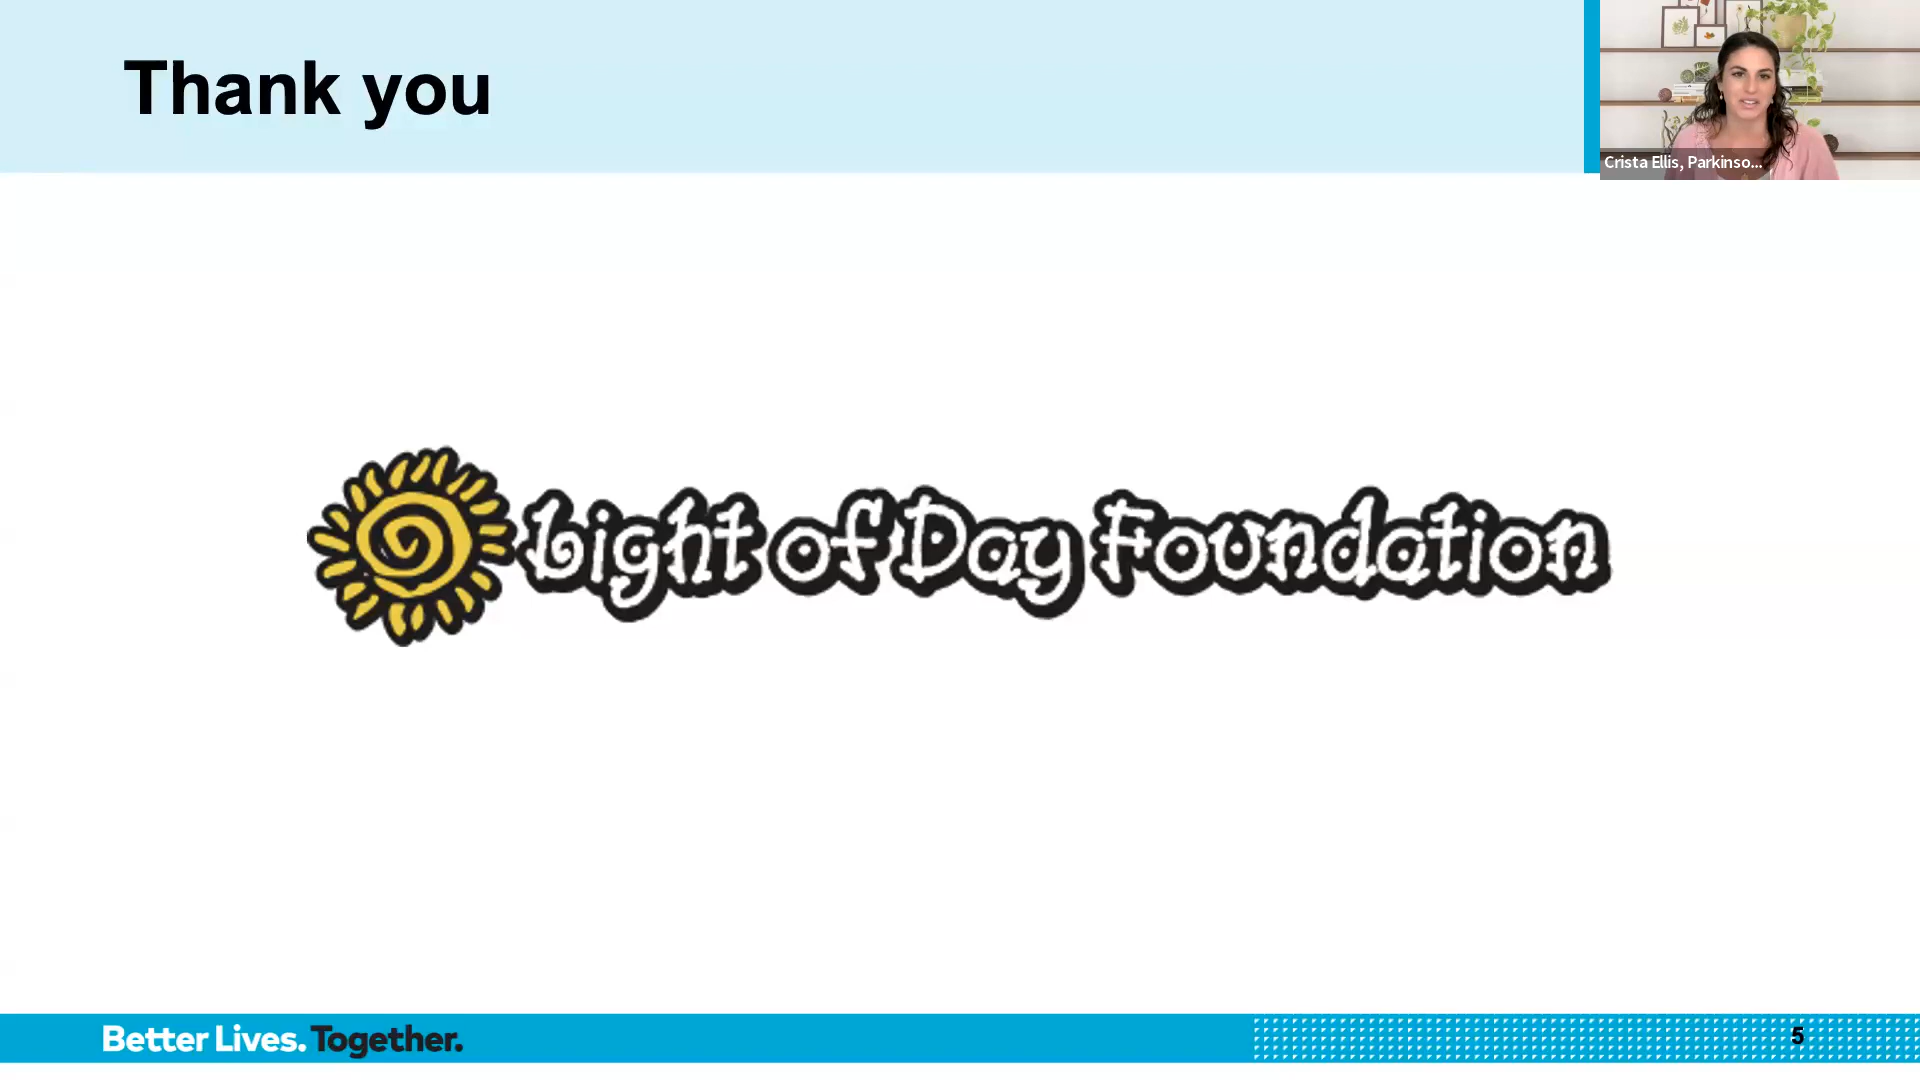 Thank you
Crista Ellis, Parkinso...
Light of Day Foundation
Better Lives. Together.
5